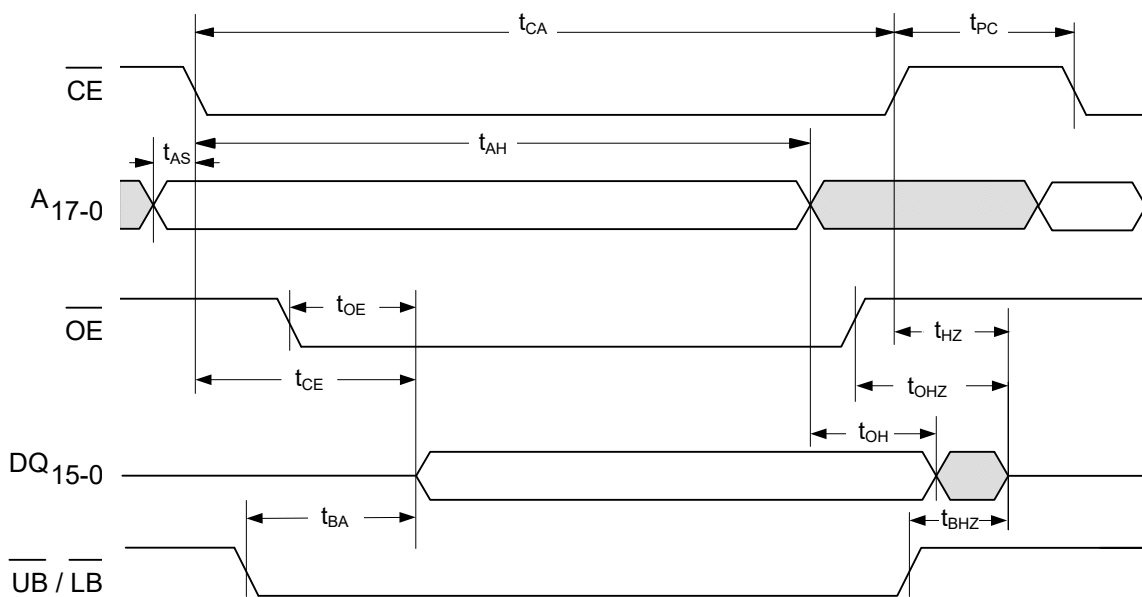 tCA
tPC
CE
tAS
tAH
A17-0
OE
tOE
tHZ
tCE
tOHZ
tOH
DQ15-0
tBA
tBHZ
UB / LB